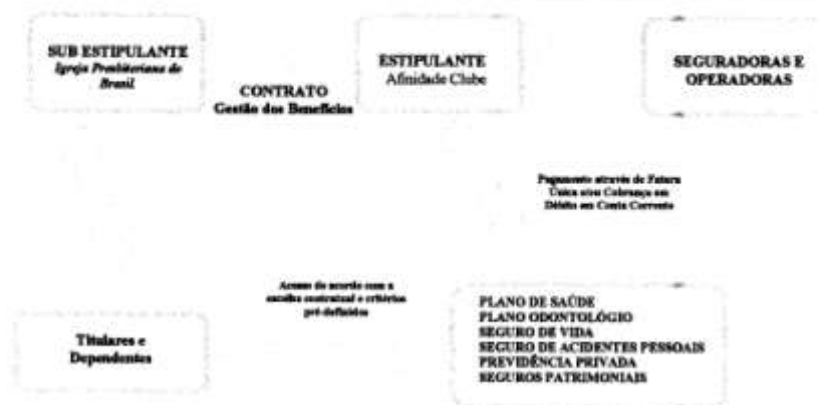 SUB ESTIPULANTE
Igreja Presbiteriana do
Brasil
CONTRATO
Gestão dos Benefícios
ESTIPULANTE
Afinidade Clube
SEGURADORAS E
OPERADORAS
Pagamento através de Fatura
Única e/ou Cobrança em
Débito em Conta Corrente
Acesso de acordo com a
escolha contratual e critérios
pré-definidos
Titulares e
Dependentes
PLANO DE SAÚDE
PLANO ODONTOLÓGIO
SEGURO DE VIDA
SEGURO DE ACIDENTES PESSOAIS
PREVIDÊNCIA PRIVADA
SEGUROS PATRIMONIAIS